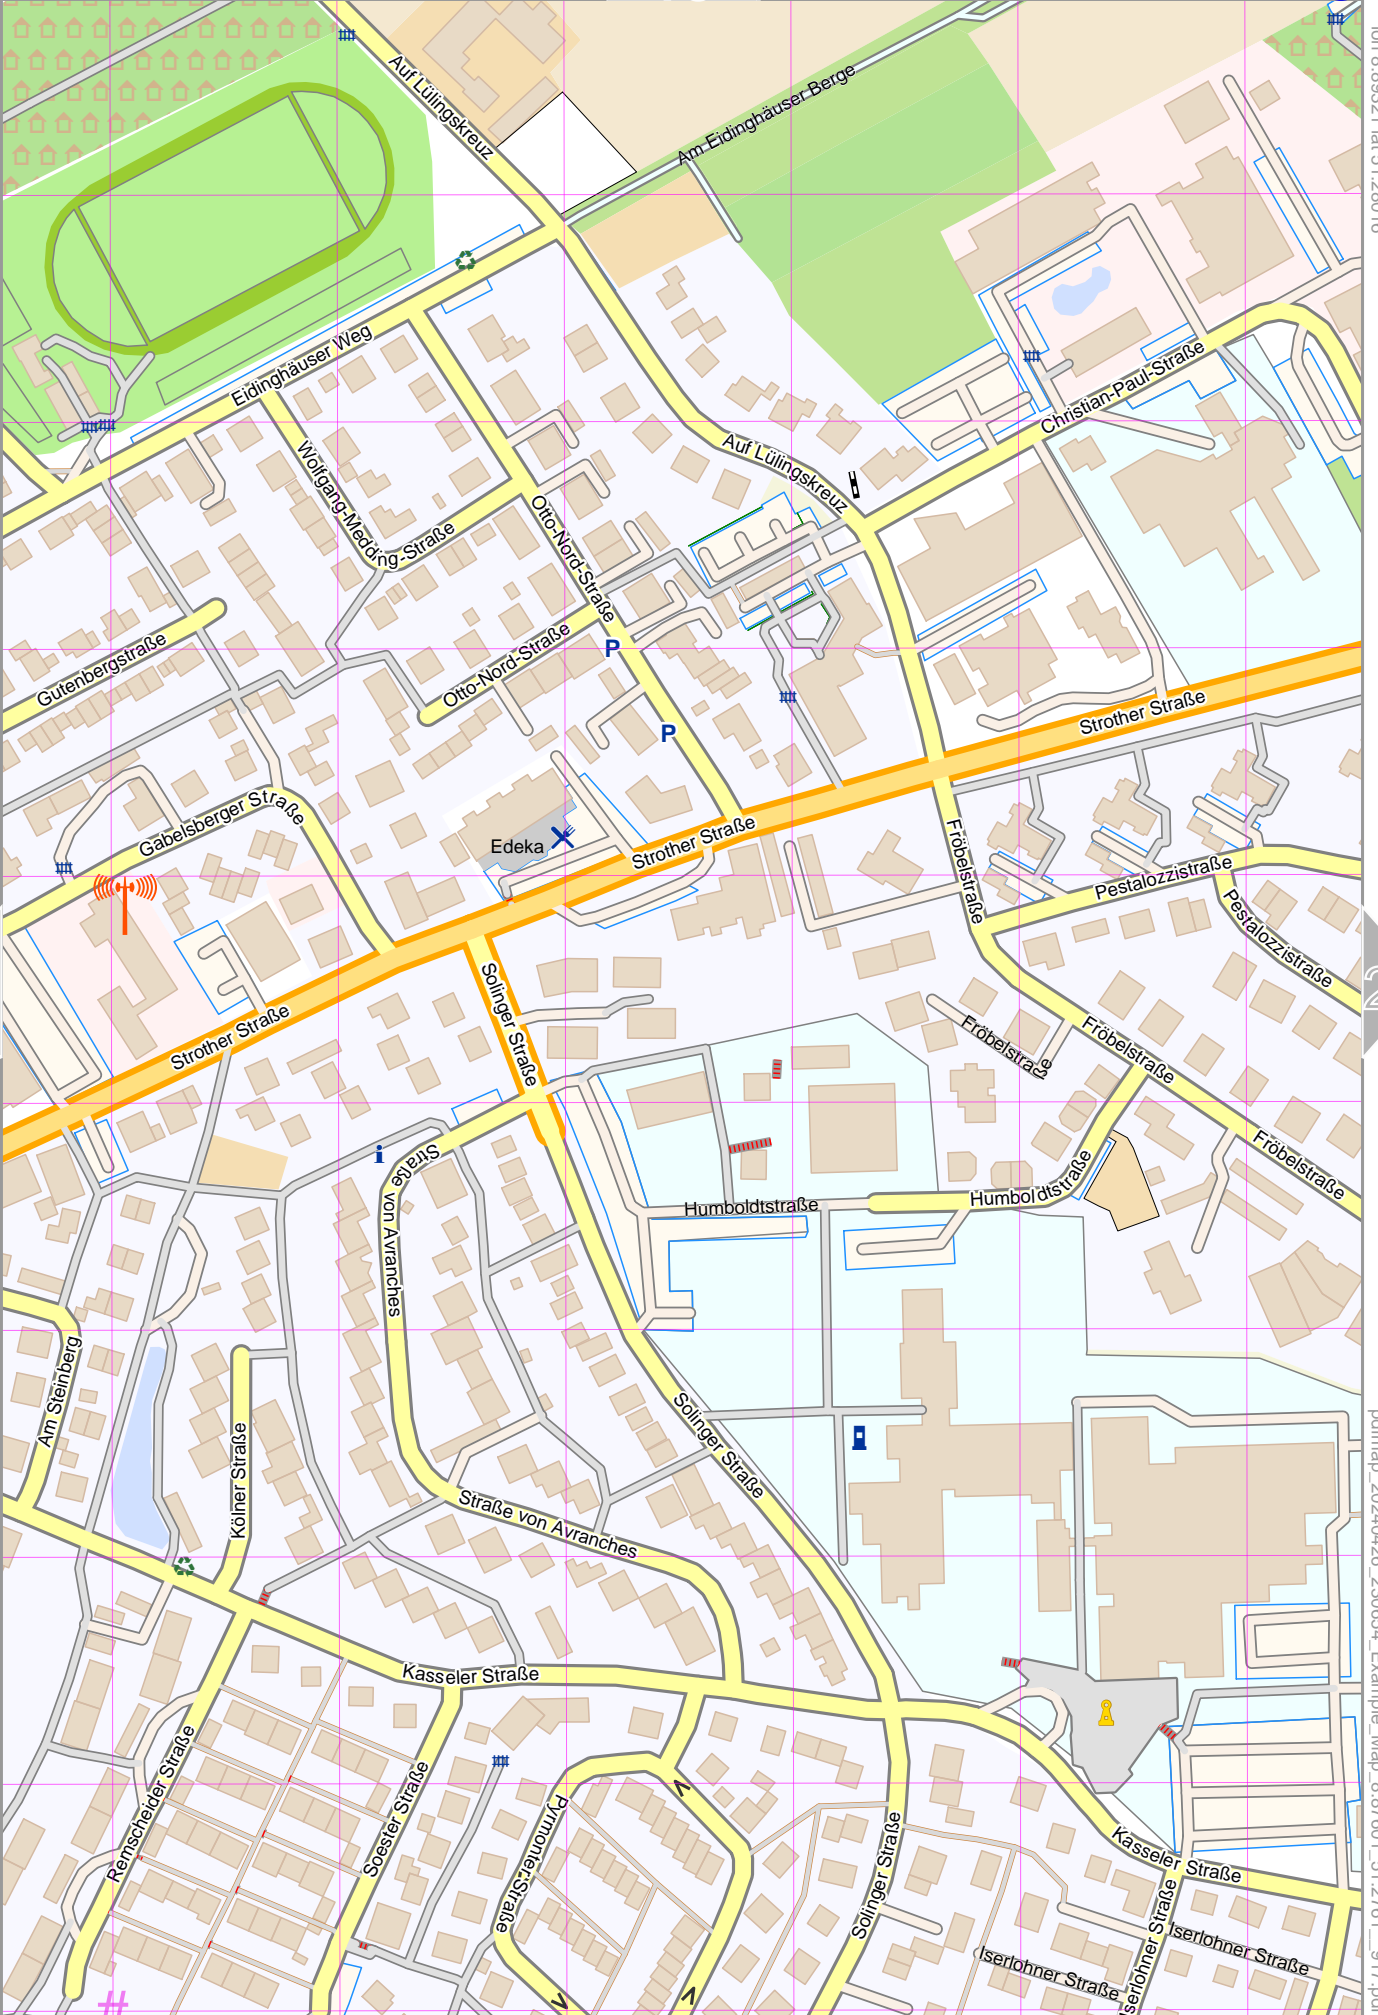 Auf Lülingskreuz
Am Eidinghäuser Berge
Eidinghäuser Weg
Christian-Paul-Straße
Auf Lülingskreuz
Wolfgang-Medding-Straße
Otto-Nord-Straße
Otto-Nord-Straße
Gutenbergstraße
P
P
Strother Straße
Gabelsberger Straße
Edeka
Strother Straße
Fröbelstraße
Pestalozzistraße
Pestalozzistraße
Solinger Straße
Strother Straße
Fröbelstraße
Fröbelstraße
Fröbelstraße
2
i
Straße von Avranches
Humboldtstraße
Humboldtstraße
Am Steinberg
Kölner Straße
Solinger Straße
Straße von Avranches
Kasseler Straße
Remscheider Straße
Soester Straße
Pyrmonter Straße
Solinger Straße
Kasseler Straße
Iserlohner Straße
Iserlohner Straße
serlohner Straße